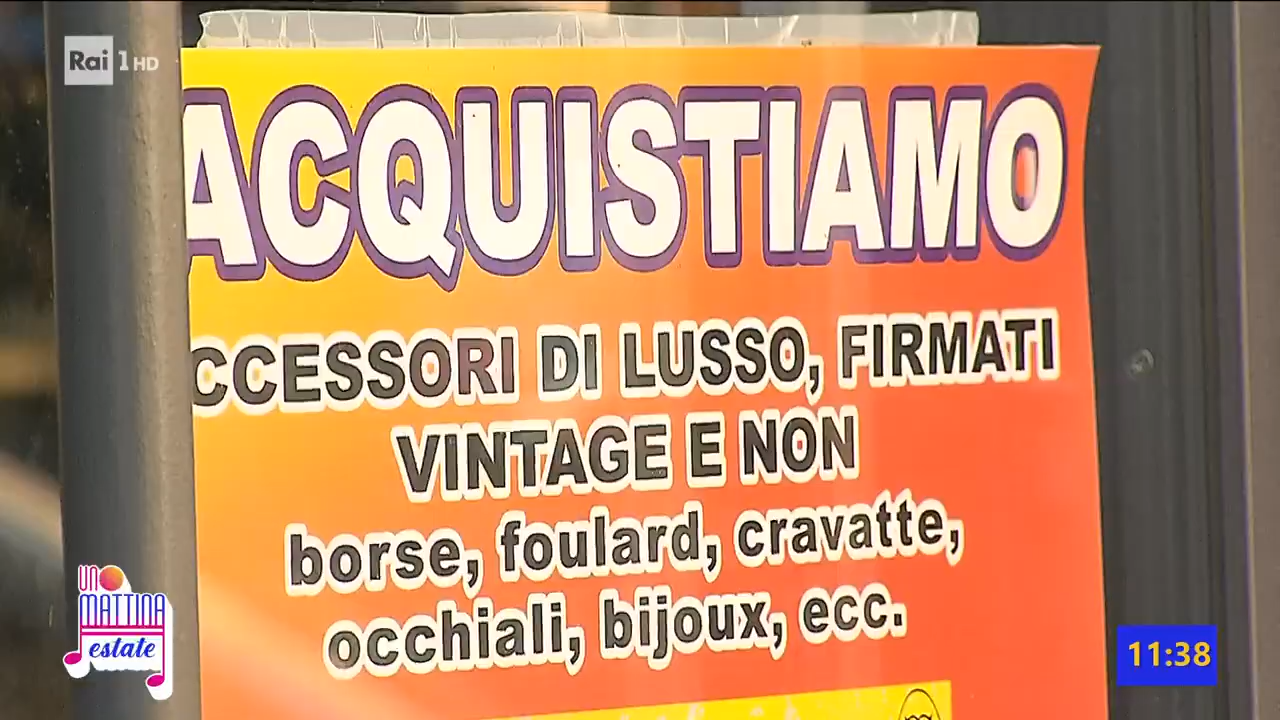 Rai 1 HD
ACQUISTIAMO
CCESSORI DI LUSSO, FIRMATI
VINTAGE E NON
borse, foulard, cravatte,
occhiali, bijoux, ecc.
UNO
MATTINA
estate
11:38